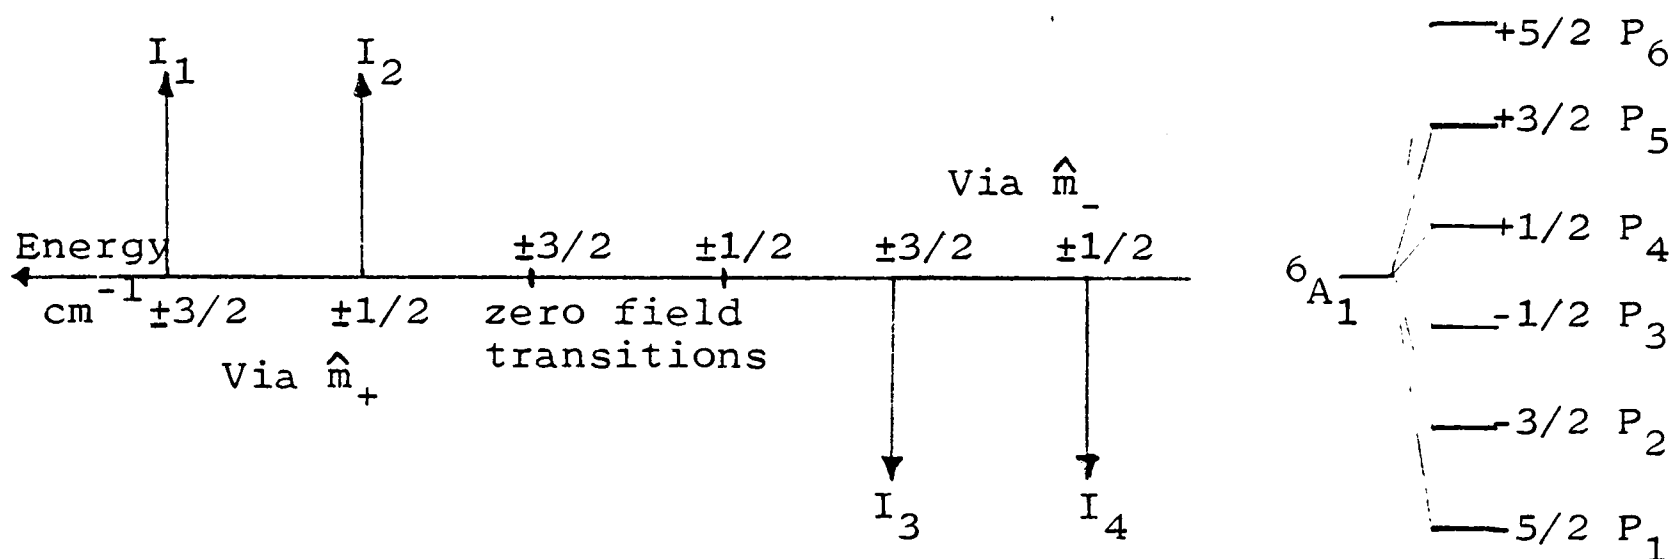 I₁ I₂
Via m̂₋
Energy ±3/2 ±1/2 ±3/2 ±1/2
cm⁻¹ ±3/2 ±1/2 zero field
transitions
Via m̂₊
I₃ I₄
⁶A₁
+5/2 P₆
+3/2 P₅
+1/2 P₄
-1/2 P₃
-3/2 P₂
-5/2 P₁